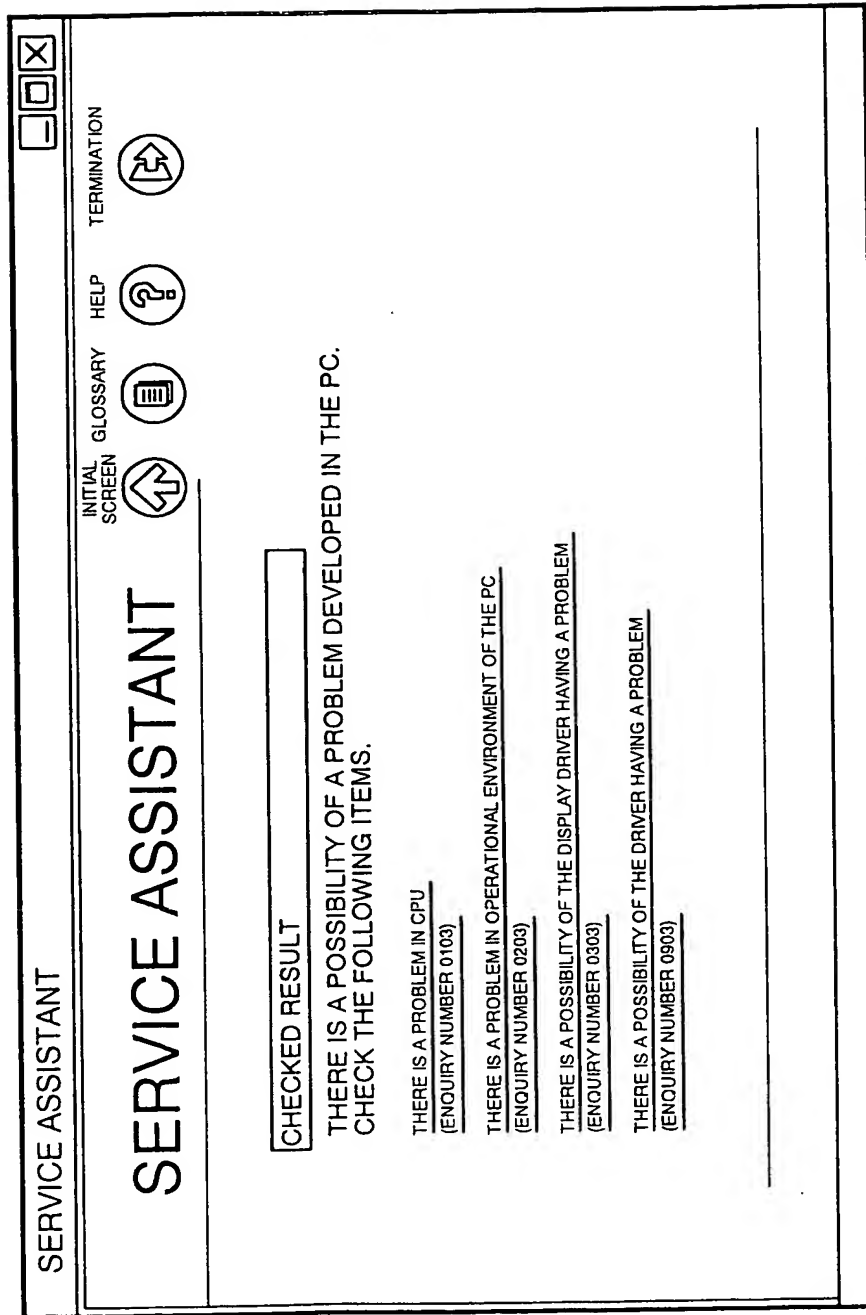 SERVICE ASSISTANT
SERVICE ASSISTANT
INITIAL
SCREEN
GLOSSARY
HELP
TERMINATION
CHECKED RESULT
THERE IS A POSSIBILITY OF A PROBLEM DEVELOPED IN THE PC.
CHECK THE FOLLOWING ITEMS.
THERE IS A PROBLEM IN CPU
(ENQUIRY NUMBER 0103)
THERE IS A PROBLEM IN OPERATIONAL ENVIRONMENT OF THE PC
(ENQUIRY NUMBER 0203)
THERE IS A POSSIBILITY OF THE DISPLAY DRIVER HAVING A PROBLEM
(ENQUIRY NUMBER 0303)
THERE IS A POSSIBILITY OF THE DRIVER HAVING A PROBLEM
(ENQUIRY NUMBER 0903)